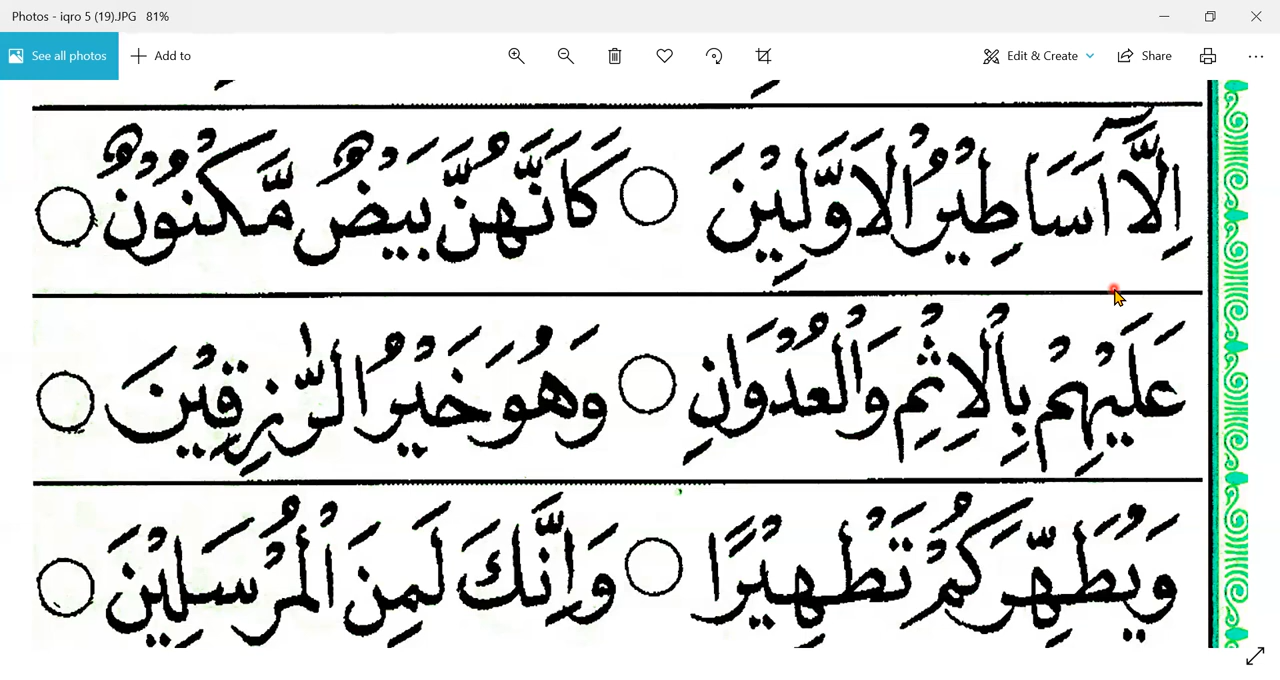 Photos - iqro 5 (19).JPG 81%
See all photos Add to Edit & Create Share
اِلَّآ اَسَاطِيْرُ الْاَوَّلِيْنَ ○ كَاَنَّهُنَّ بَيْضٌ مَّكْنُوْنٌ ○
عَلَيْهِمْ بِالْاِثْمِ وَالْعُدْوَانِ ○ وَهُوَ خَيْرُ الرّٰزِقِيْنَ ○
وَيُطَهِّرَكُمْ تَطْهِيْرًا ○ وَاِنَّكَ لَمِنَ الْمُرْسَلِيْنَ ○